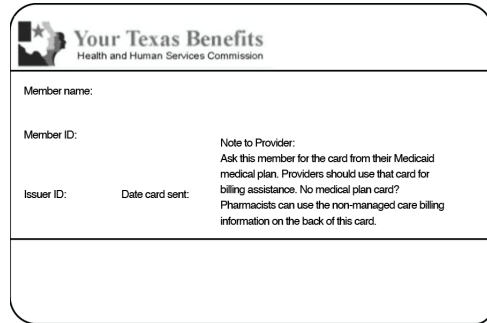 Your Texas Benefits
Health and Human Services Commission
Member name:
Member ID:
Note to Provider:
Ask this member for the card from their Medicaid
medical plan. Providers should use that card for
billing assistance. No medical plan card?
Pharmacists can use the non-managed care billing
information on the back of this card.
Issuer ID:
Date card sent: